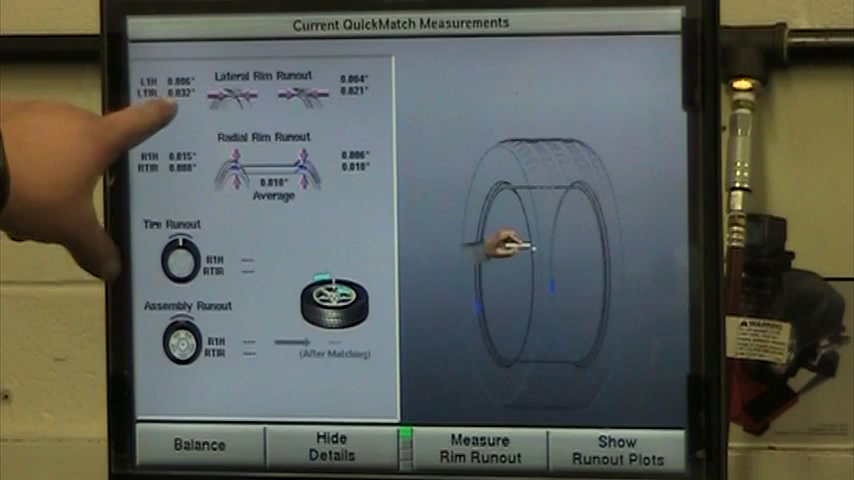 Current QuickMatch Measurements
Lateral Rim Runout
L1H 0.006" 0.004"
LTIR 0.032" 0.021"
Radial Rim Runout
R1H 0.015" 0.006"
RTIR 0.010"
0.010"
Average
Tire Runout
R1H ---
RTIR ---
Assembly Runout
R1H --- ---
RTIR --- (After Matching)
Balance
Hide
Details
Measure
Rim Runout
Show
Runout Plots
WARNING